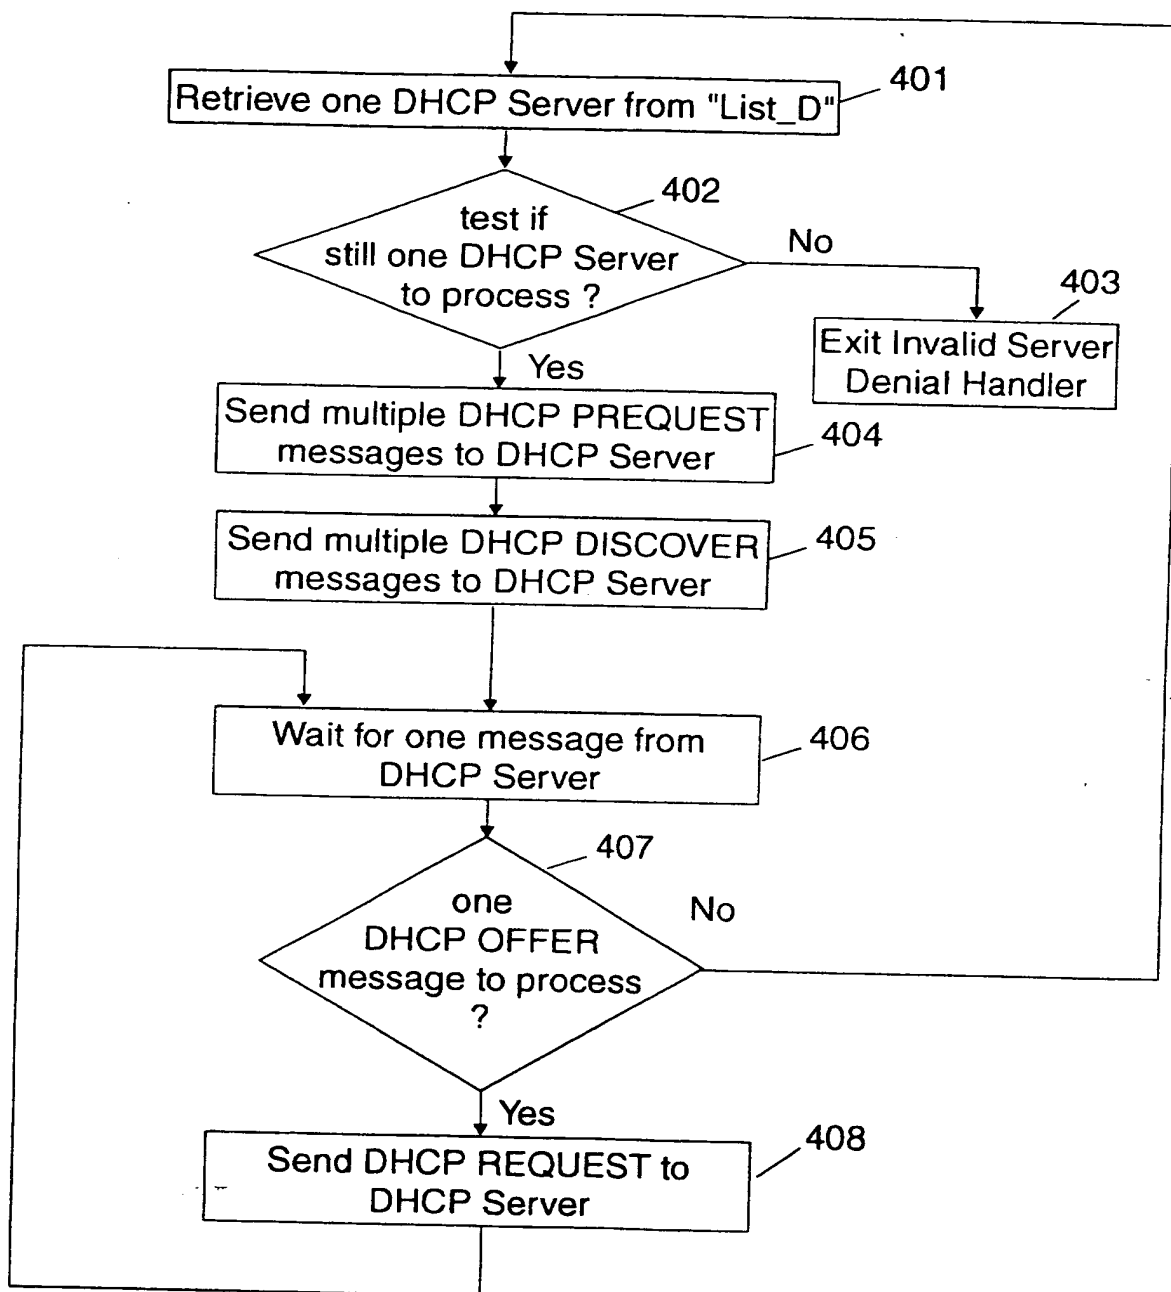 401
Retrieve one DHCP Server from "List_D"
402
test if
still one DHCP Server
to process ?
No
403
Exit Invalid Server
Denial Handler
Yes
Send multiple DHCP PREQUEST
messages to DHCP Server
404
Send multiple DHCP DISCOVER
messages to DHCP Server
405
Wait for one message from
DHCP Server
406
407
one
DHCP OFFER
message to process
?
No
Yes
408
Send DHCP REQUEST to
DHCP Server